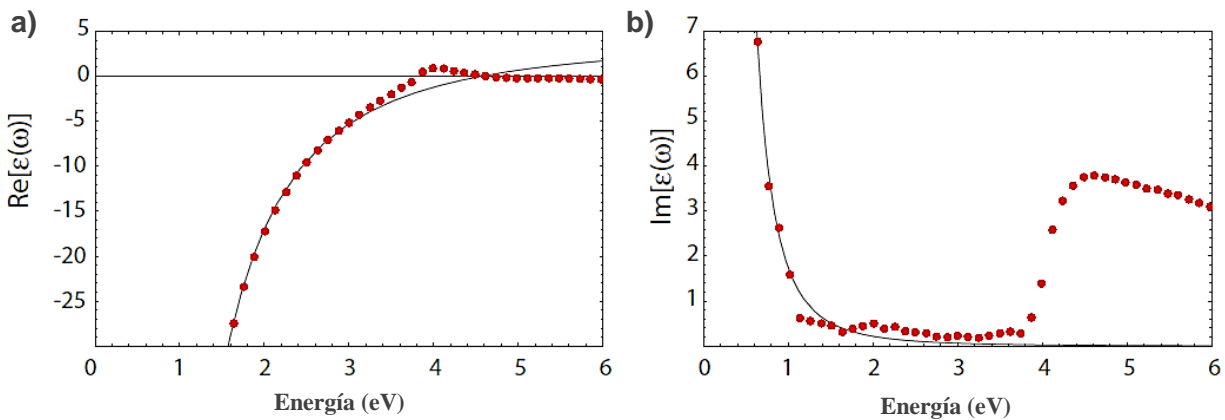 a)
5
0
-5
-10
-15
-20
-25
Re[ε(ω)]
0 1 2 3 4 5 6
Energía (eV)
b)
7
6
5
4
3
2
1
Im[ε(ω)]
0 1 2 3 4 5 6
Energía (eV)